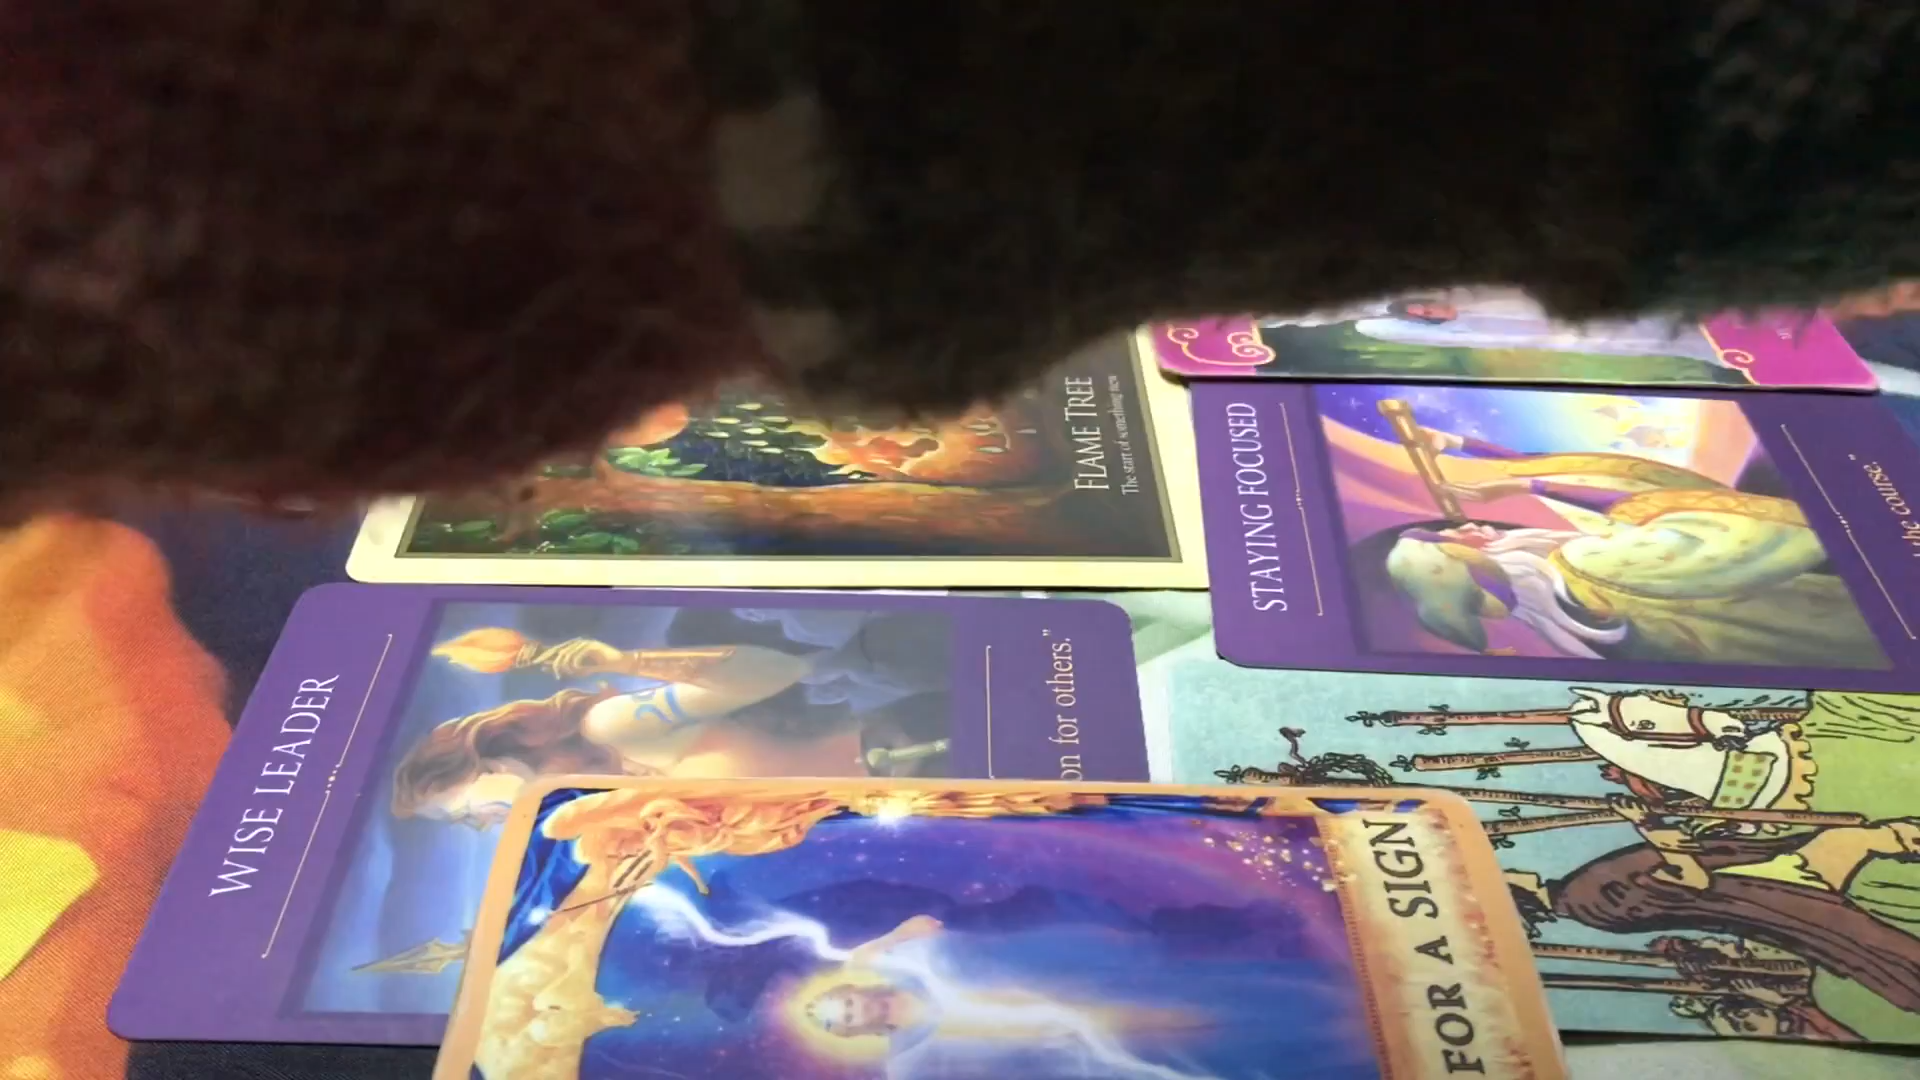 FLAME TREE
The start of something new
STAYING FOCUSED
the course."
WISE LEADER
on for others."
FOR A SIGN